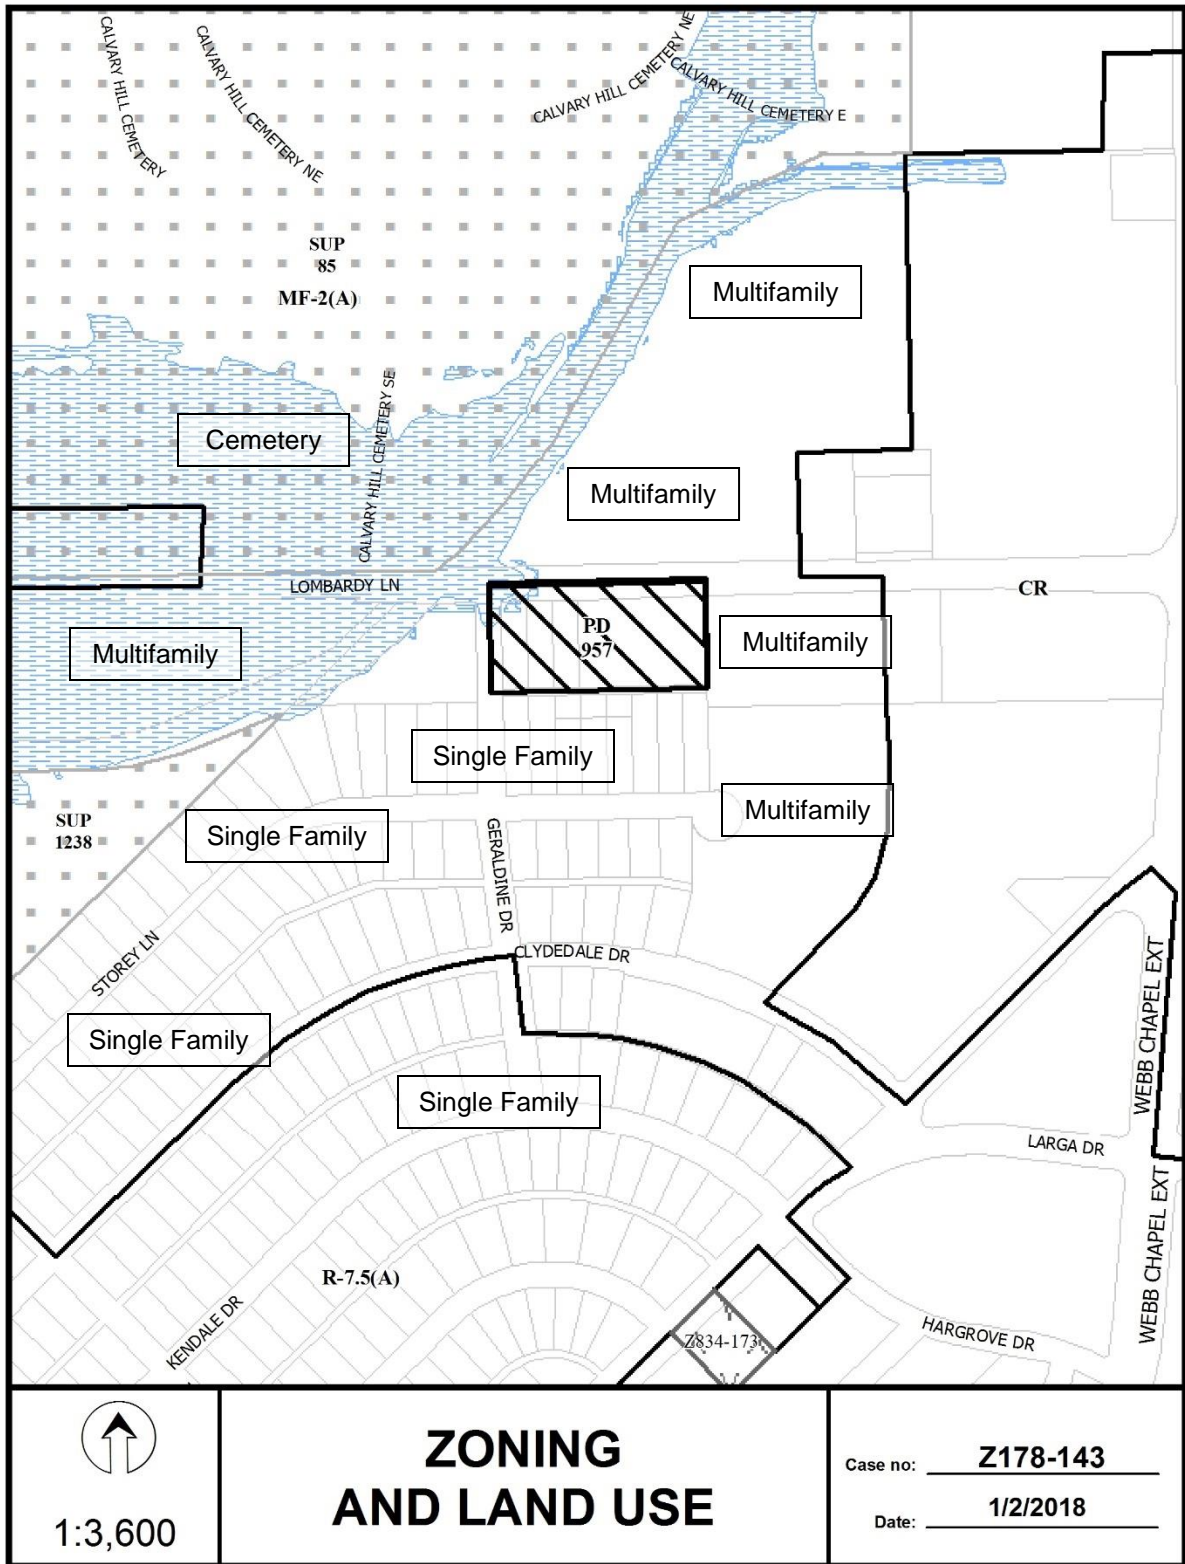 CALVARY HILL CEMETERY
CALVARY HILL CEMETERY NE
CALVARY HILL CEMETERY NE
CALVARY HILL CEMETERY E
SUP
85
MF-2(A)
Multifamily
Cemetery
CALVARY HILL CEMETERY SE
Multifamily
LOMBARDY LN
CR
PD
957
Multifamily
Multifamily
Single Family
Multifamily
SUP
1238
Single Family
GERALDINE DR
STOREY LN
CLYDEDALE DR
WEBB CHAPEL EXT
Single Family
Single Family
LARGA DR
WEBB CHAPEL EXT
R-7.5(A)
KENDALE DR
Z834-173
HARGROVE DR
1:3,600
ZONING
AND LAND USE
Case no: Z178-143
Date: 1/2/2018